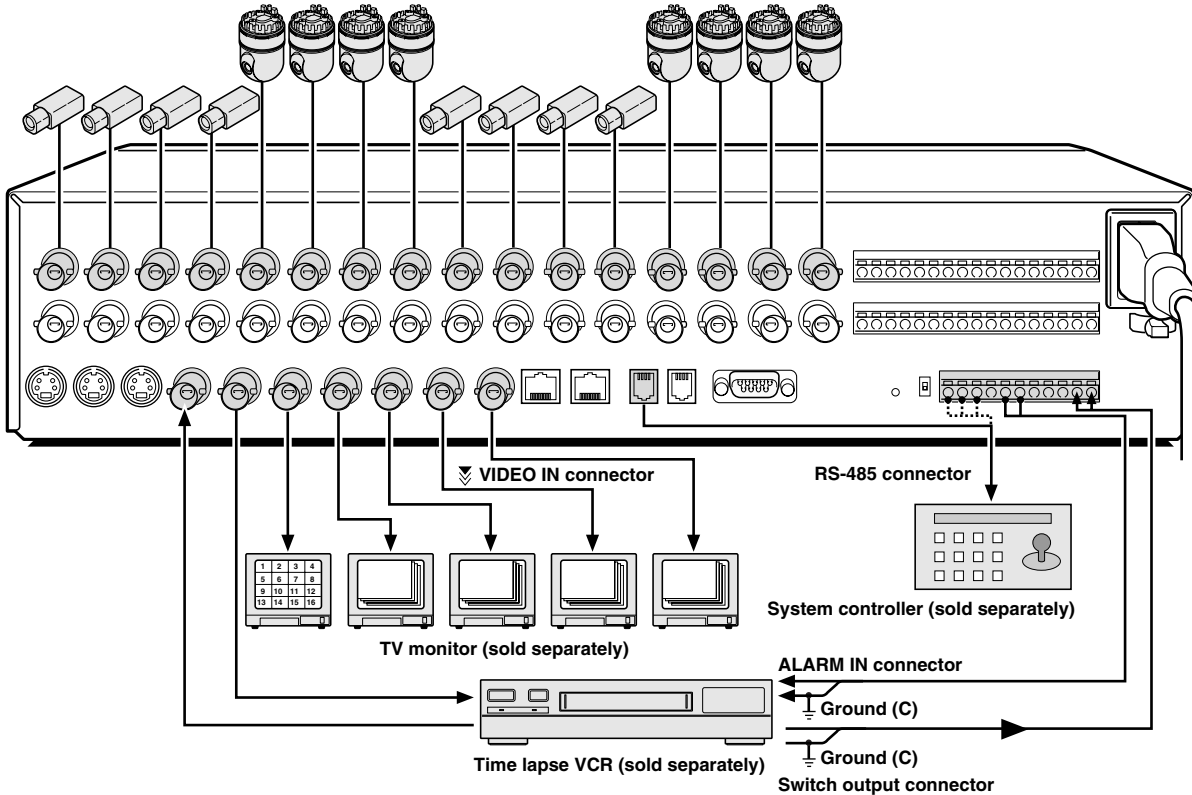 VIDEO IN connector
RS-485 connector
1 2 3 4
5 6 7 8
9 10 11 12
13 14 15 16
System controller (sold separately)
TV monitor (sold separately)
ALARM IN connector
Ground (C)
Ground (C)
Time lapse VCR (sold separately)
Switch output connector